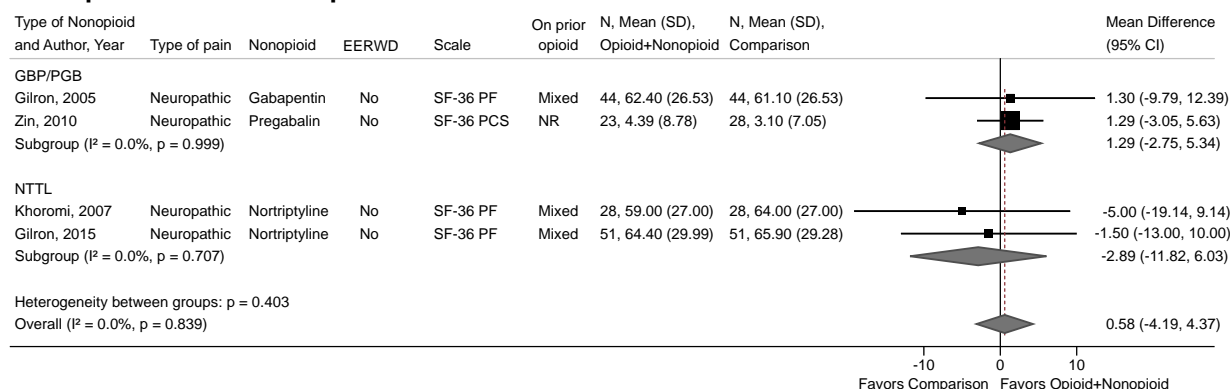 Type of Nonopioid and Author, Year Type of pain Nonopioid EERWD Scale On prior opioid N, Mean (SD), Opioid+Nonopioid N, Mean (SD), Comparison Mean Difference (95% CI)
GBP/PGB
Gilron, 2005 Neuropathic Gabapentin No SF-36 PF Mixed 44, 62.40 (26.53) 44, 61.10 (26.53) 1.30 (-9.79, 12.39)
Zin, 2010 Neuropathic Pregabalin No SF-36 PCS NR 23, 4.39 (8.78) 28, 3.10 (7.05) 1.29 (-3.05, 5.63)
Subgroup (I² = 0.0%, p = 0.999) 1.29 (-2.75, 5.34)
NTTL
Khoromi, 2007 Neuropathic Nortriptyline No SF-36 PF Mixed 28, 59.00 (27.00) 28, 64.00 (27.00) -5.00 (-19.14, 9.14)
Gilron, 2015 Neuropathic Nortriptyline No SF-36 PF Mixed 51, 64.40 (29.99) 51, 65.90 (29.28) -1.50 (-13.00, 10.00)
Subgroup (I² = 0.0%, p = 0.707) -2.89 (-11.82, 6.03)
Heterogeneity between groups: p = 0.403
Overall (I² = 0.0%, p = 0.839) 0.58 (-4.19, 4.37)
-10 0 10
Favors Comparison Favors Opioid+Nonopioid